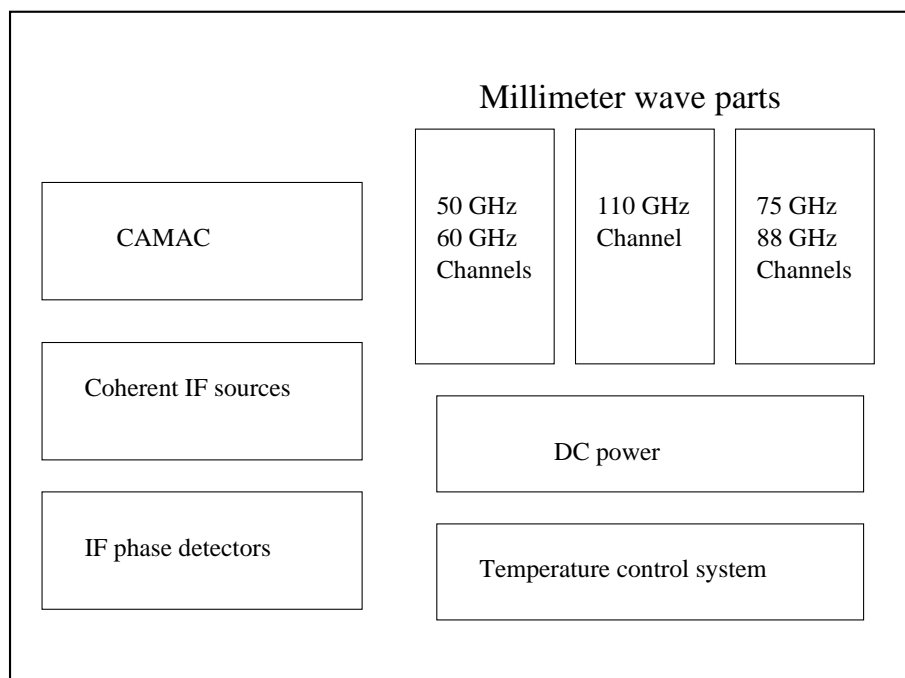 Millimeter wave parts
CAMAC
50 GHz
60 GHz
Channels
110 GHz
Channel
75 GHz
88 GHz
Channels
Coherent IF sources
DC power
IF phase detectors
Temperature control system